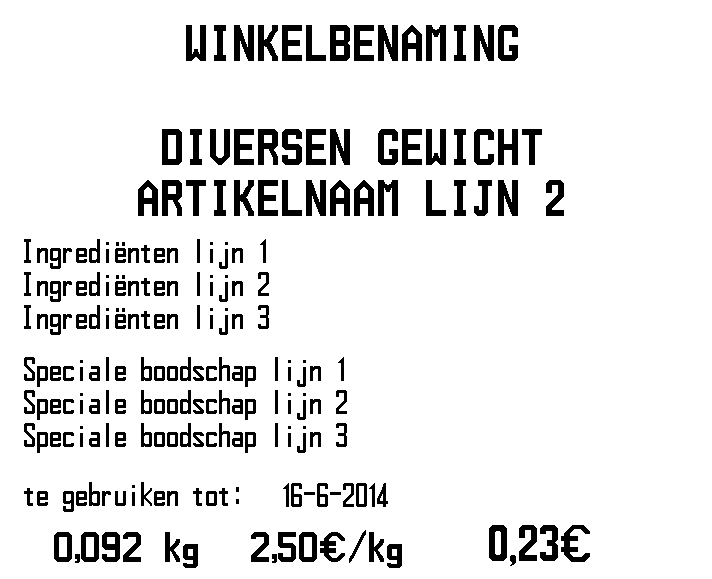 WINKELBENAMING
DIVERSEN GEWICHT
ARTIKELNAAM LIJN 2
Ingrediënten lijn 1
Ingrediënten lijn 2
Ingrediënten lijn 3
Speciale boodschap lijn 1
Speciale boodschap lijn 2
Speciale boodschap lijn 3
te gebruiken tot: 16-6-2014
0,092 kg 2,50€/kg 0,23€